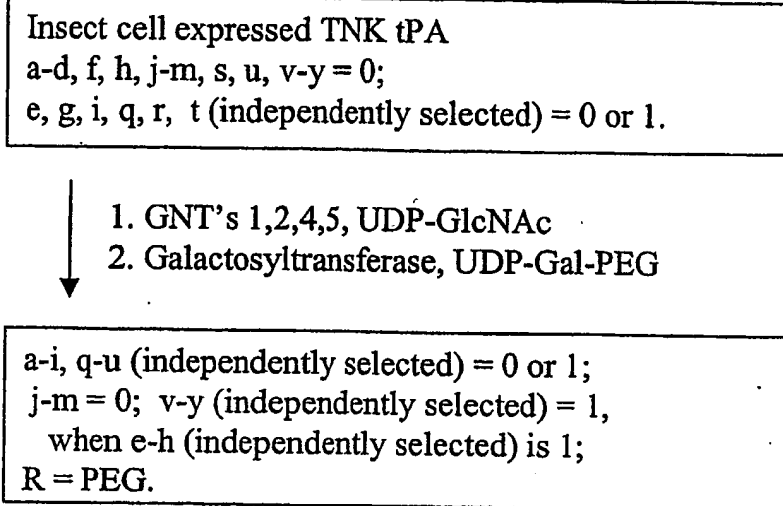 Insect cell expressed TNK tPA
a-d, f, h, j-m, s, u, v-y = 0;
e, g, i, q, r, t (independently selected) = 0 or 1.
1. GNT's 1,2,4,5, UDP-GlcNAc
2. Galactosyltransferase, UDP-Gal-PEG
a-i, q-u (independently selected) = 0 or 1;
j-m = 0; v-y (independently selected) = 1,
when e-h (independently selected) is 1;
R = PEG.